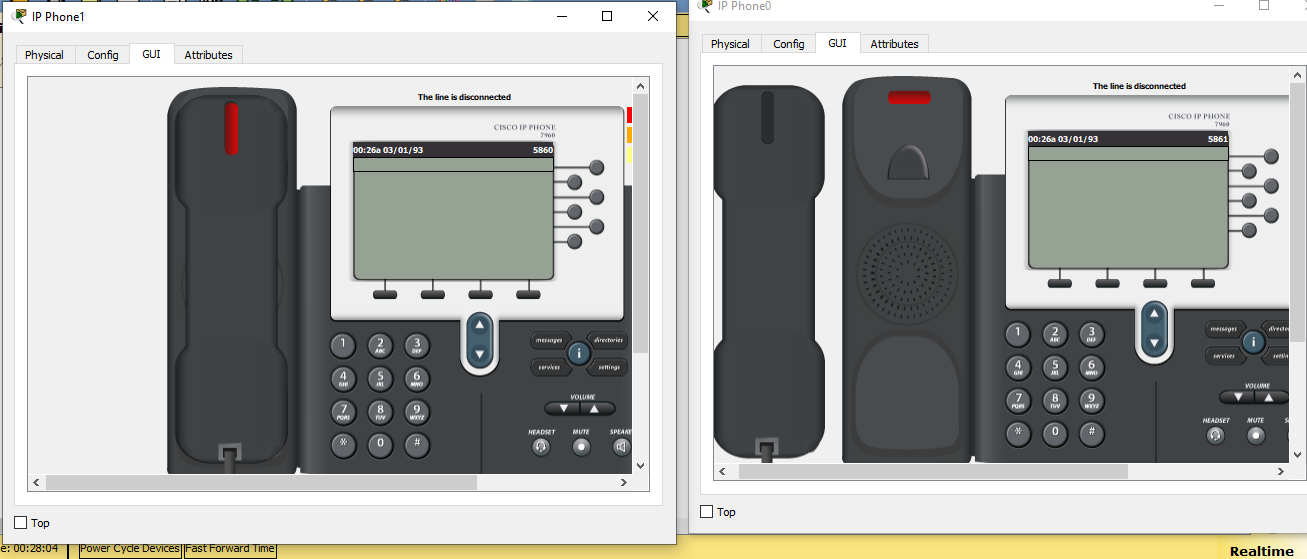 IP Phone1
Physical Config GUI Attributes
The line is disconnected
CISCO IP PHONE
7960
00:26a 03/01/93 5860
1 2 ABC 3 DEF
4 GHI 5 JKL 6 MNO
7 PQRS 8 TUV 9 WXYZ
* 0 #
messages directories
i
services settings
VOLUME
HEADSET MUTE SPEAKE
Top
IP Phone0
Physical Config GUI Attributes
The line is disconnected
CISCO IP PHONE
7960
00:26a 03/01/93 5861
1 2 ABC 3 DEF
4 GHI 5 JKL 6 MNO
7 PQRS 8 TUV 9 WXYZ
* 0 #
messages directo
i
services settin
VOLUME
HEADSET MUTE S
Top
e: 00:28:04 Power Cycle Devices Fast Forward Time
Realtime